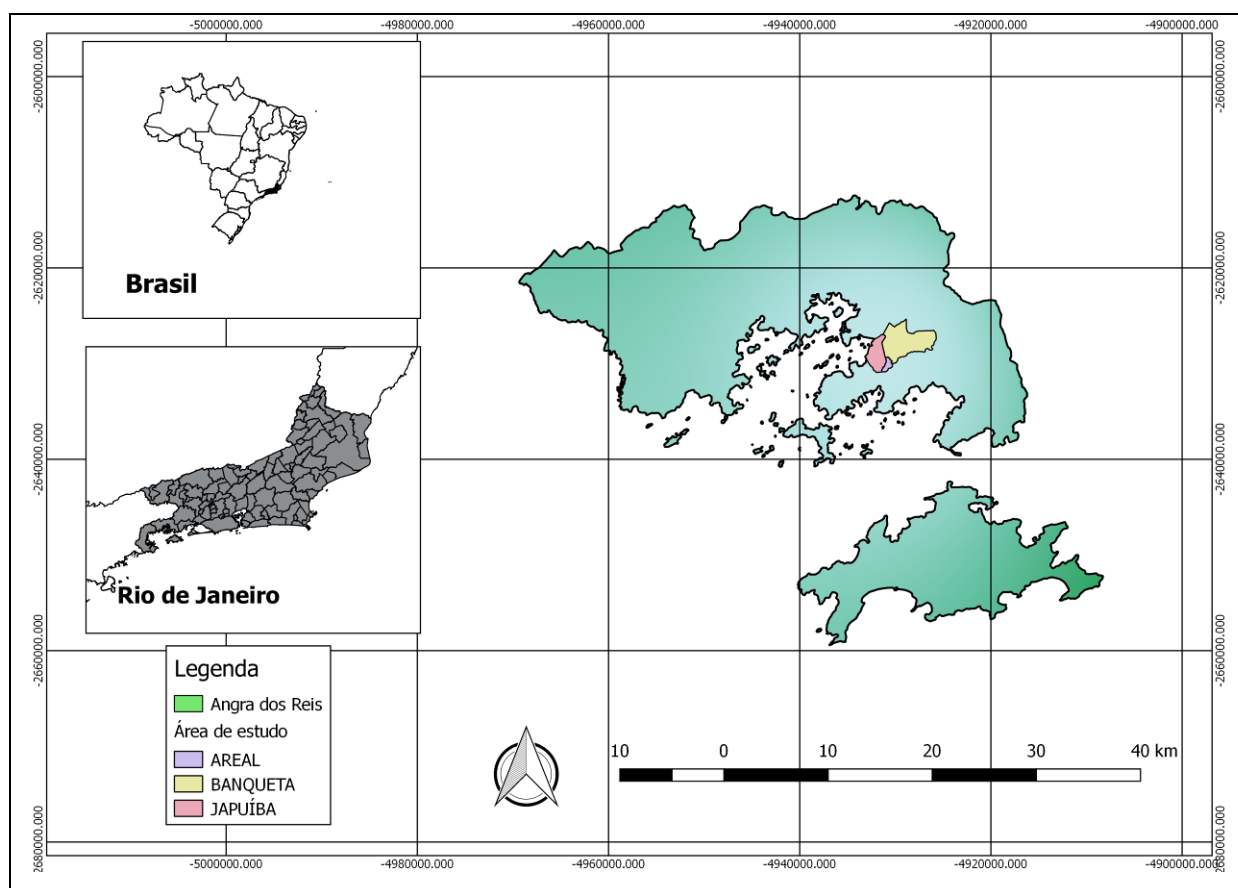 -5000000.000 -4980000.000 -4960000.000 -4940000.000 -4920000.000 -4900000.000
-2600000.000 -2600000.000
Brasil
-2620000.000 -2620000.000
Rio de Janeiro
-2640000.000 -2640000.000
-2660000.000 -2660000.000
Legenda
Angra dos Reis
Área de estudo
AREAL
BANQUETA
JAPUÍBA
10 0 10 20 30 40 km
-2680000.000 -2680000.000
-5000000.000 -4980000.000 -4960000.000 -4940000.000 -4920000.000 -4900000.000